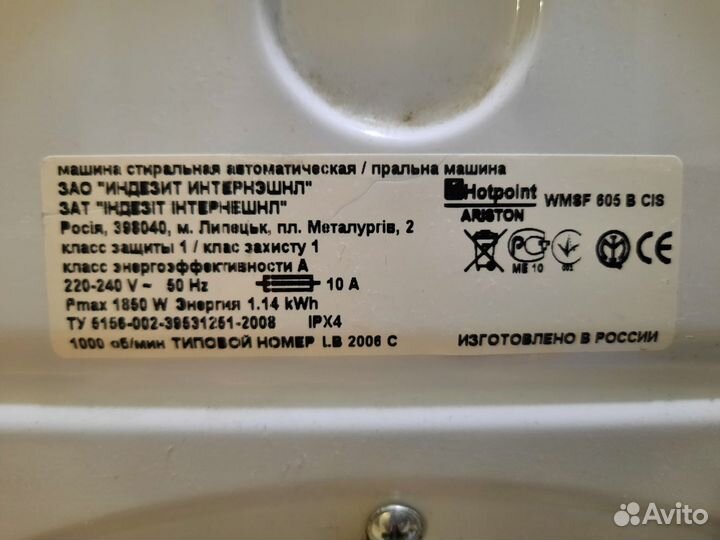 машина стиральная автоматическая / пральна машина
ЗАО "ИНДЕЗИТ ИНТЕРНЭШНЛ"
ЗАТ "ІНДЕЗІТ ІНТЕРНЕШНЛ"
Росія, 398040, м. Липецьк, пл. Металургів, 2
класс защиты 1 / клас захисту 1
класс энергоэффективности А
220-240 V ~ 50 Hz 10 A
Pmax 1850 W Энергия 1.14 kWh
ТУ 5156-002-39531251-2008 IPX4
1000 об/мин ТИПОВОЙ НОМЕР LB 2006 C
Hotpoint
ARISTON
WMSF 605 B CIS
ME 10
001
ИЗГОТОВЛЕНО В РОССИИ
Avito